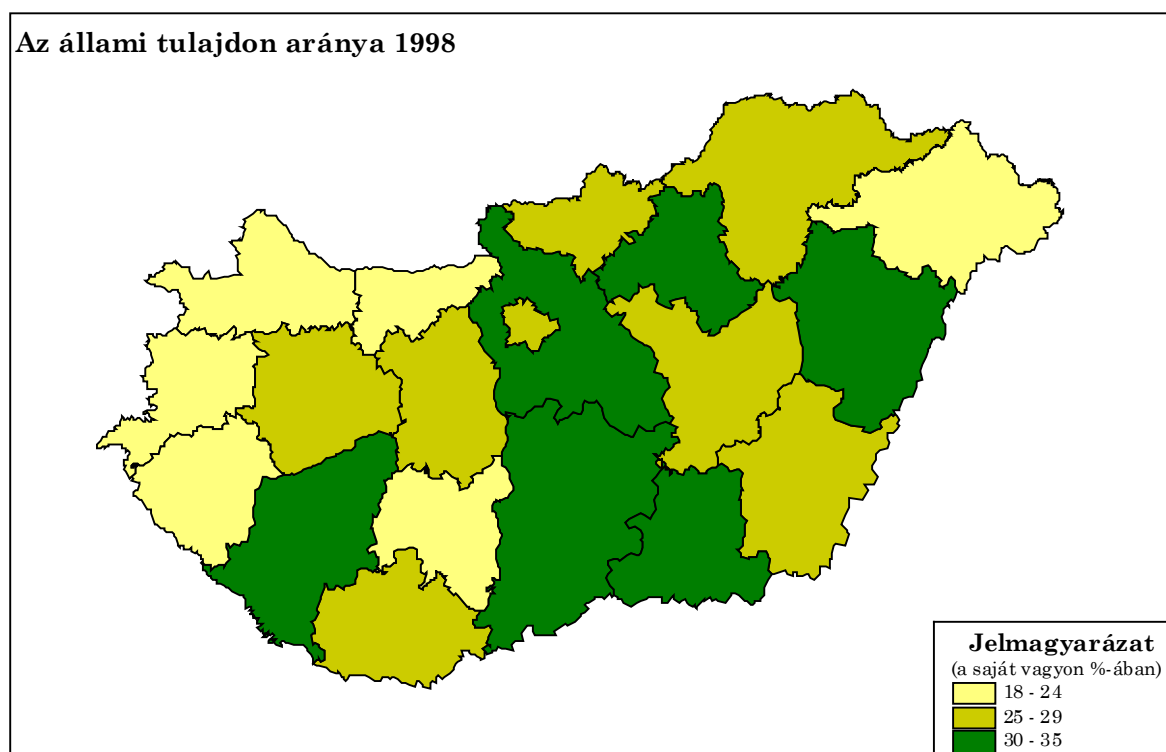 Az állami tulajdon aránya 1998
Jelmagyarázat
(a saját vagyon %-ában)
18 - 24
25 - 29
30 - 35